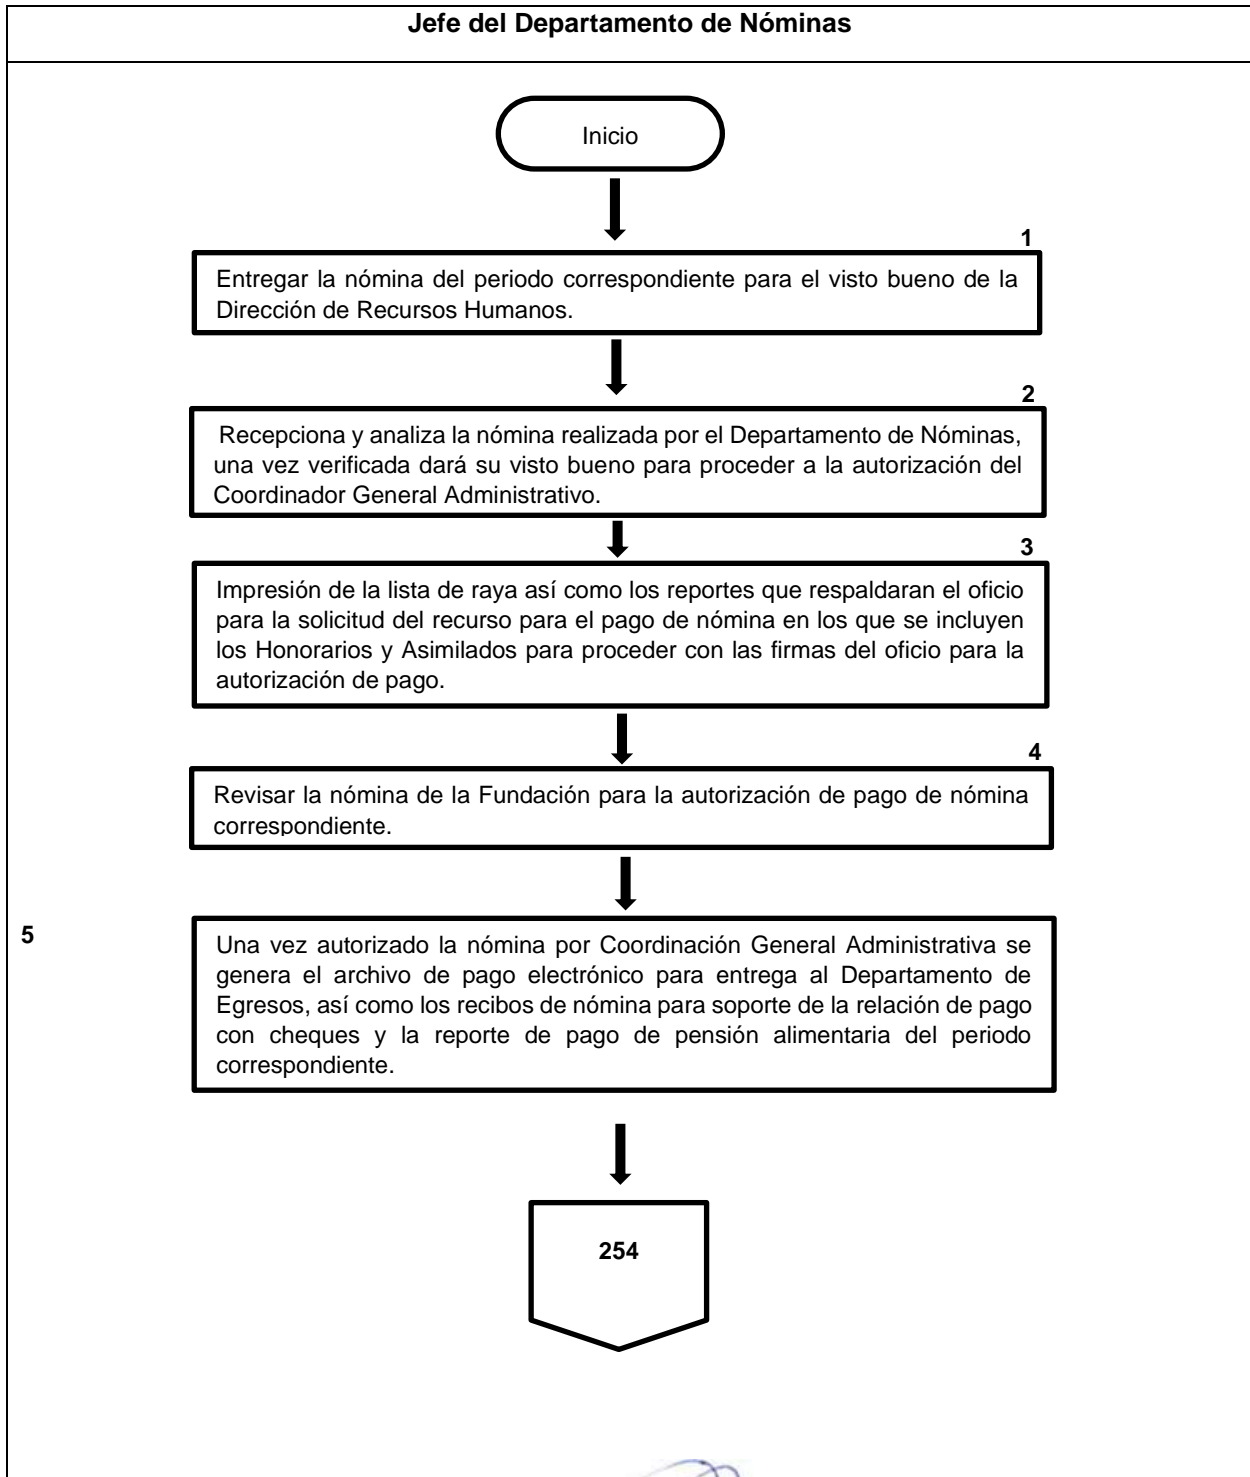 Jefe del Departamento de Nóminas
Inicio
1
Entregar la nómina del periodo correspondiente para el visto bueno de la
Dirección de Recursos Humanos.
2
Recepciona y analiza la nómina realizada por el Departamento de Nóminas,
una vez verificada dará su visto bueno para proceder a la autorización del
Coordinador General Administrativo.
3
Impresión de la lista de raya así como los reportes que respaldaran el oficio
para la solicitud del recurso para el pago de nómina en los que se incluyen
los Honorarios y Asimilados para proceder con las firmas del oficio para la
autorización de pago.
4
Revisar la nómina de la Fundación para la autorización de pago de nómina
correspondiente.
5
Una vez autorizado la nómina por Coordinación General Administrativa se
genera el archivo de pago electrónico para entrega al Departamento de
Egresos, así como los recibos de nómina para soporte de la relación de pago
con cheques y la reporte de pago de pensión alimentaria del periodo
correspondiente.
254